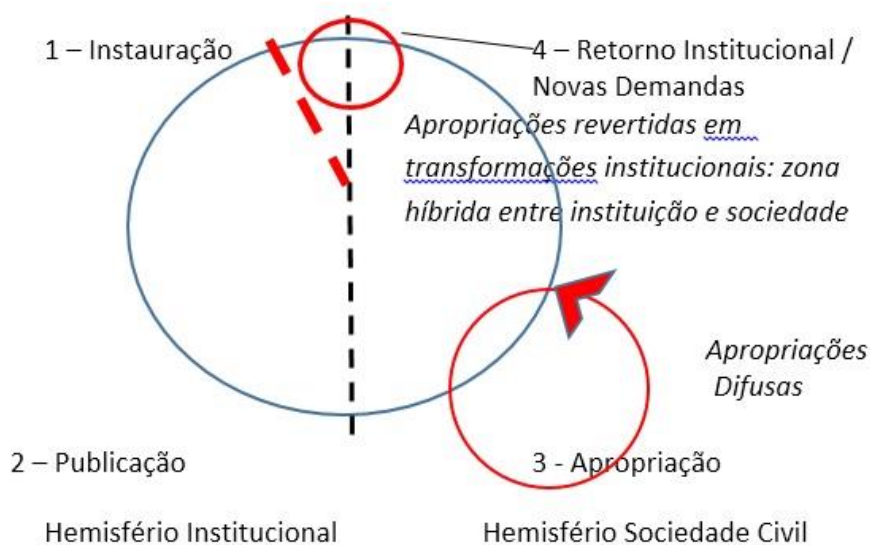 1 – Instauração
4 – Retorno Institucional /
Novas Demandas
Apropriações revertidas em
transformações institucionais: zona
híbrida entre instituição e sociedade
Apropriações
Difusas
2 – Publicação
3 - Apropriação
Hemisfério Institucional
Hemisfério Sociedade Civil